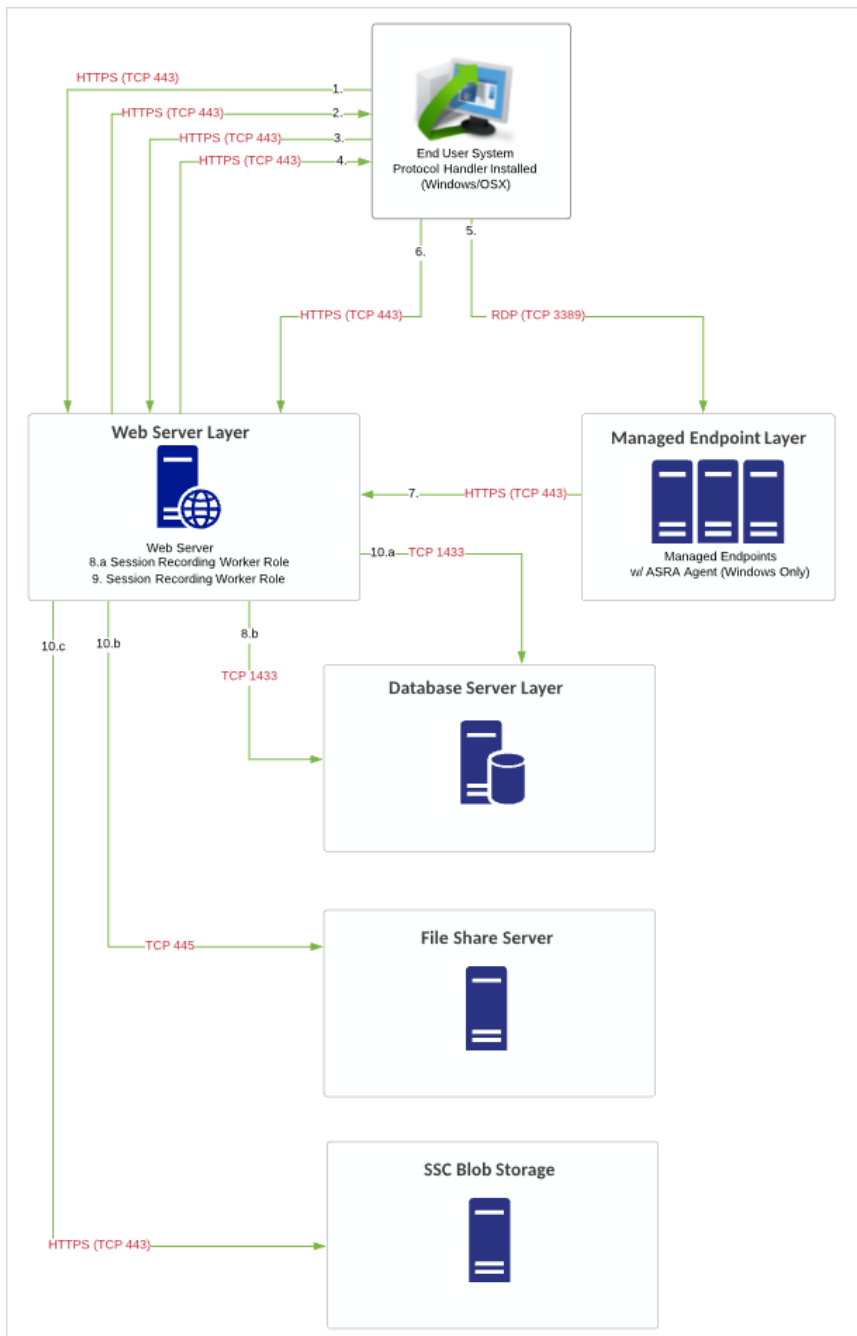 HTTPS (TCP 443)
1.
HTTPS (TCP 443)
2.
HTTPS (TCP 443)
3.
HTTPS (TCP 443)
4.
End User System
Protocol Handler Installed
(Windows/OSX)
6.
5.
HTTPS (TCP 443)
RDP (TCP 3389)
Web Server Layer
Web Server
8.a Session Recording Worker Role
9. Session Recording Worker Role
Managed Endpoint Layer
Managed Endpoints
w/ ASRA Agent (Windows Only)
7.
HTTPS (TCP 443)
10.a
TCP 1433
10.c
10.b
8.b
TCP 1433
Database Server Layer
TCP 445
File Share Server
SSC Blob Storage
HTTPS (TCP 443)